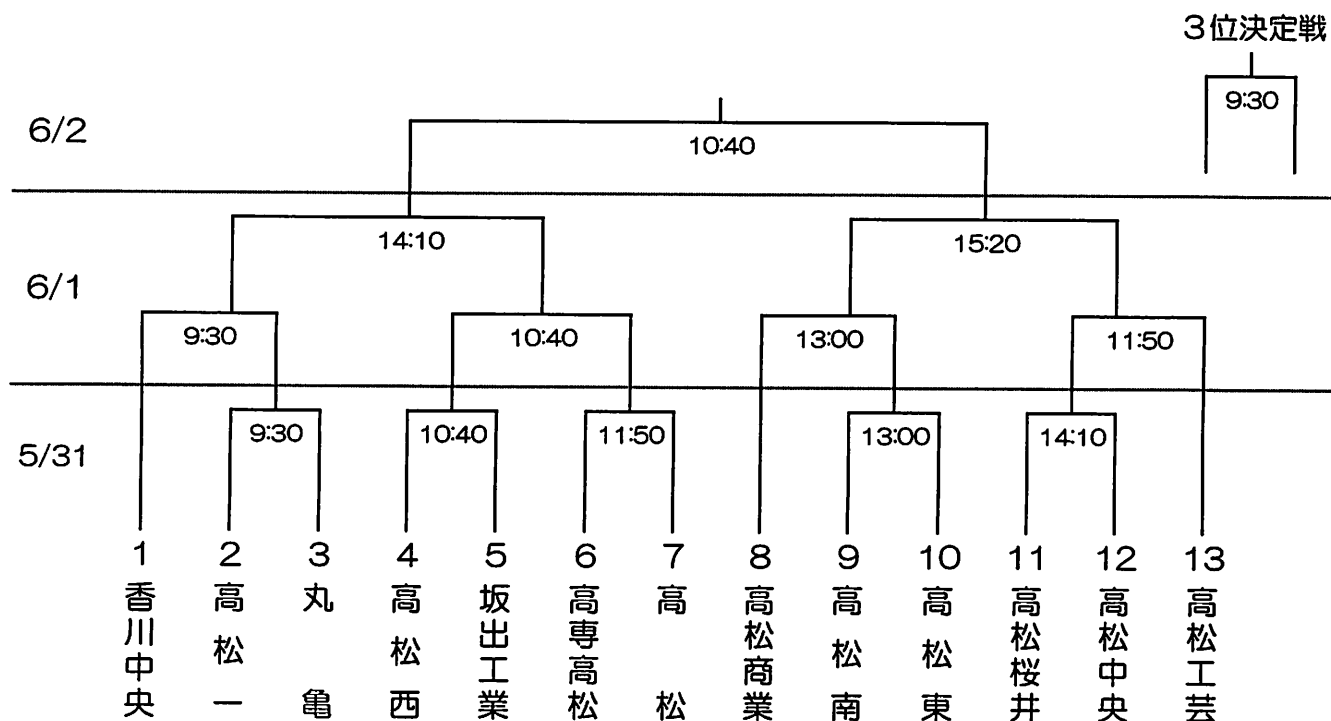 3位決定戦
9:30
6/2
10:40
14:10
15:20
6/1
9:30
10:40
13:00
11:50
5/31
9:30
10:40
11:50
13:00
14:10
1
2
3
4
5
6
7
8
9
10
11
12
13
香川中央
高松一
丸亀
高松西
坂出工業
高専高松
高松
高松商業
高松南
高松東
高松桜井
高松中央
高松工芸